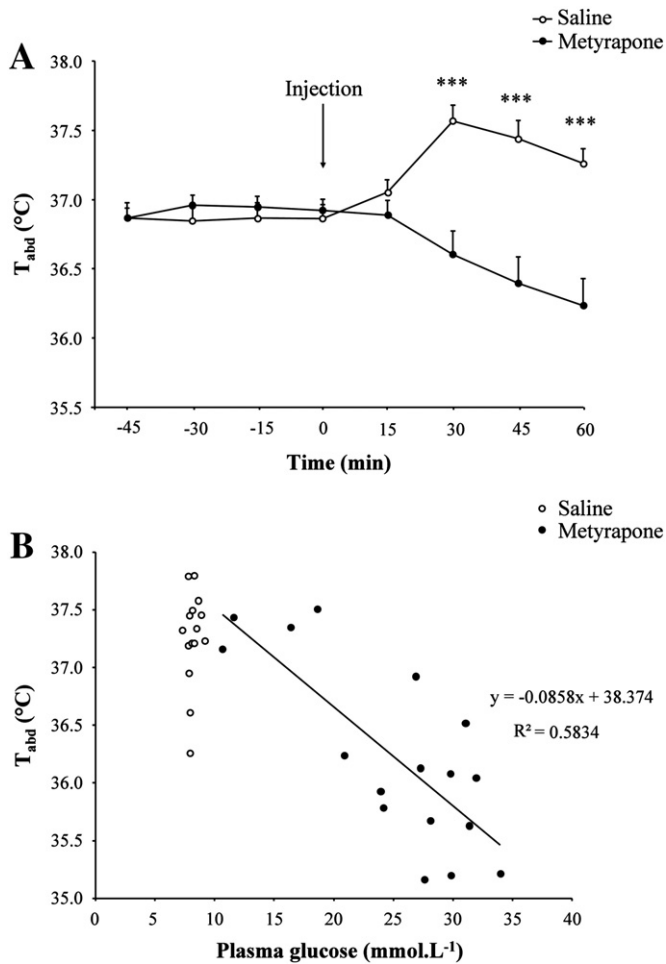 Saline
Metyrapone
A
38.0
37.5
37.0
36.5
36.0
35.5
T_abd (°C)
Injection
***
***
***
-45 -30 -15 0 15 30 45 60
Time (min)
Saline
Metyrapone
B
38.0
37.5
37.0
36.5
36.0
35.5
35.0
T_abd (°C)
y = -0.0858x + 38.374
R² = 0.5834
0 5 10 15 20 25 30 35 40
Plasma glucose (mmol.L⁻¹)